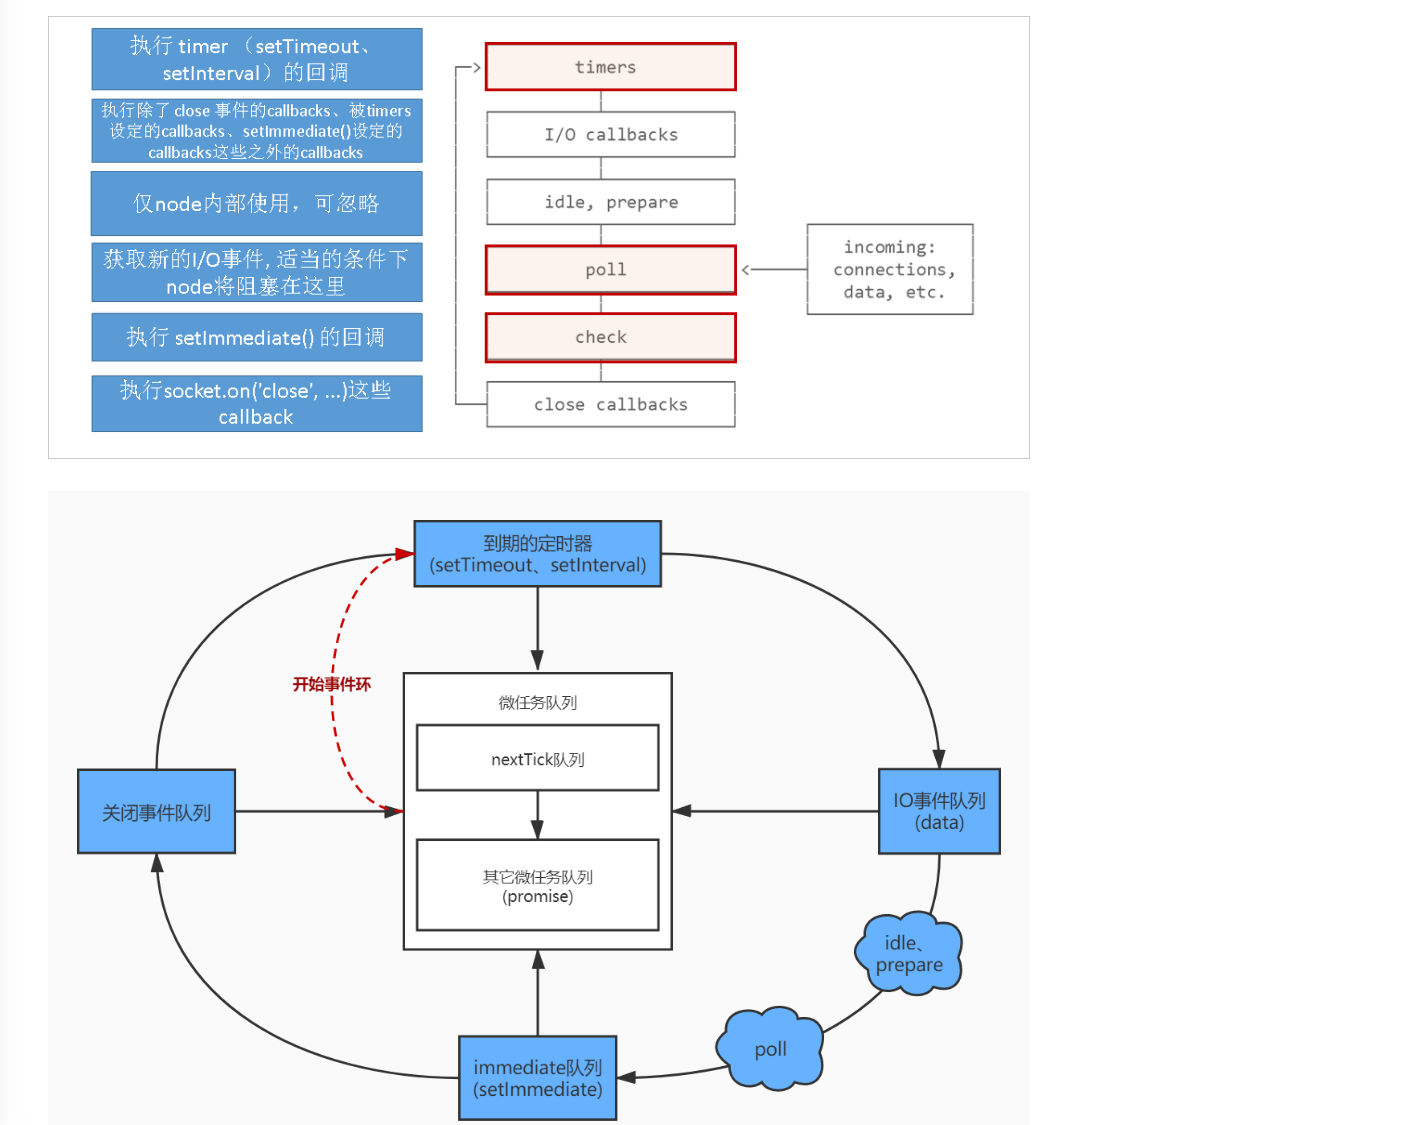 执行 timer （setTimeout、
setInterval）的回调
执行除了 close 事件的callbacks、被timers
设定的callbacks、setImmediate()设定的
callbacks这些之外的callbacks
仅node内部使用，可忽略
获取新的I/O事件, 适当的条件下
node将阻塞在这里
执行 setImmediate() 的回调
执行socket.on('close', ...)这些
callback
timers
I/O callbacks
idle, prepare
poll
check
close callbacks
incoming:
connections,
data, etc.
到期的定时器
(setTimeout、setInterval)
开始事件环
微任务队列
nextTick队列
其它微任务队列
(promise)
关闭事件队列
IO事件队列
(data)
idle、
prepare
poll
immediate队列
(setImmediate)